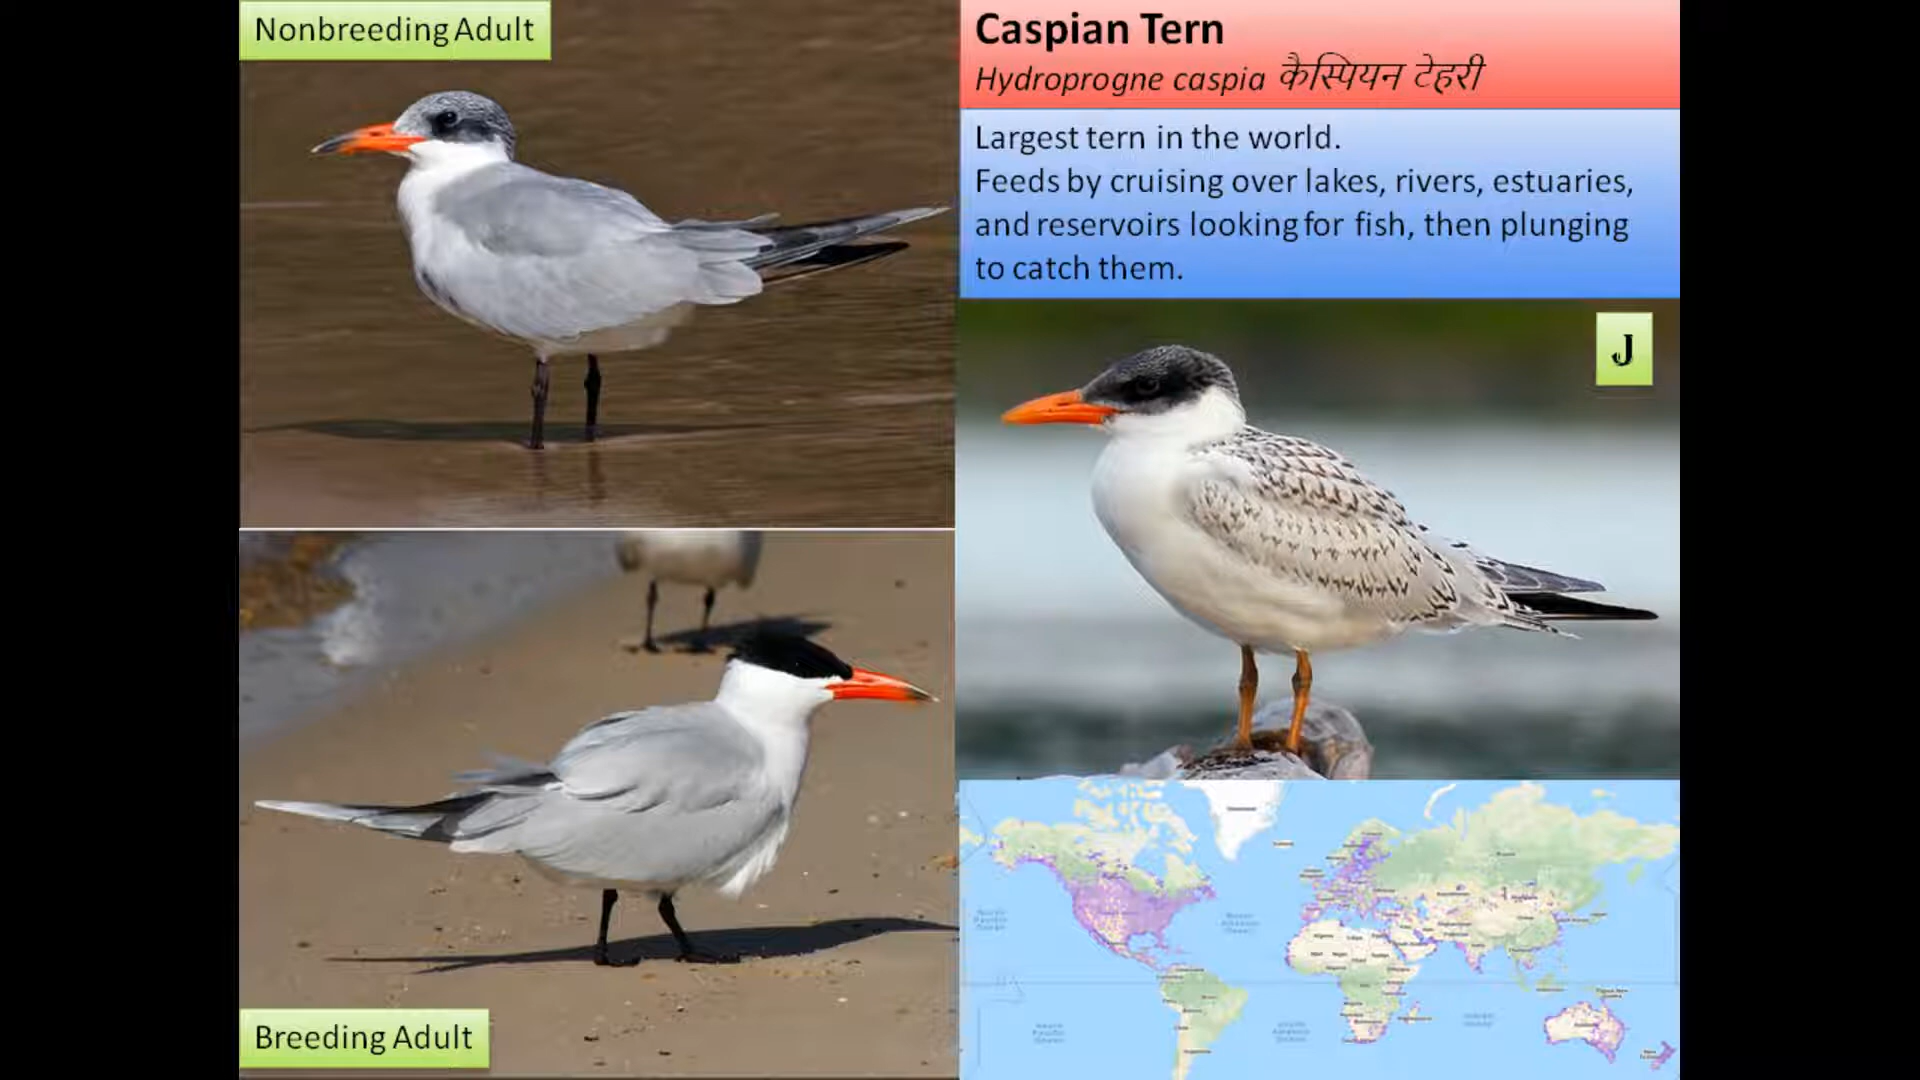 Nonbreeding Adult
Caspian Tern
Hydroprogne caspia कैस्पियन टेहरी
Largest tern in the world.
Feeds by cruising over lakes, rivers, estuaries,
and reservoirs looking for fish, then plunging
to catch them.
J
Breeding Adult